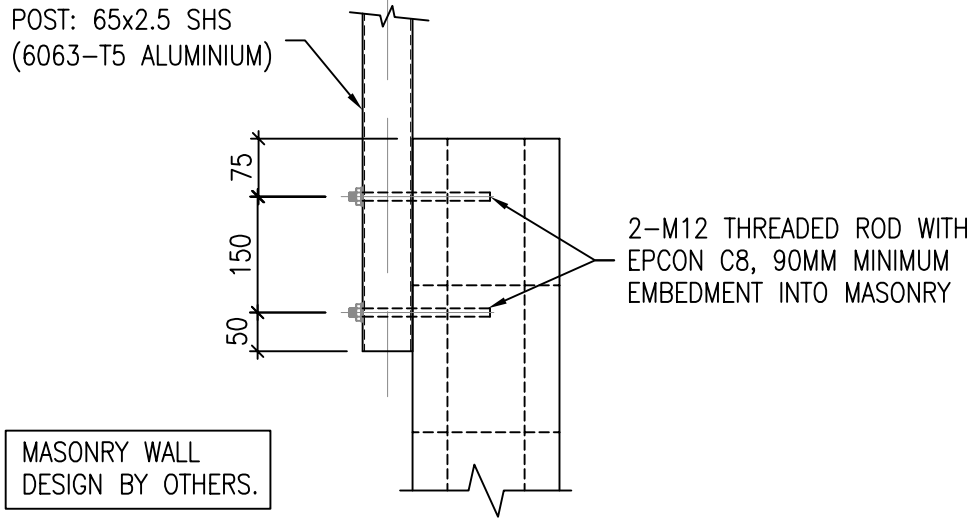 POST: 65x2.5 SHS
(6063-T5 ALUMINIUM)
75
150
50
2-M12 THREADED ROD WITH
EPCON C8, 90MM MINIMUM
EMBEDMENT INTO MASONRY
MASONRY WALL
DESIGN BY OTHERS.